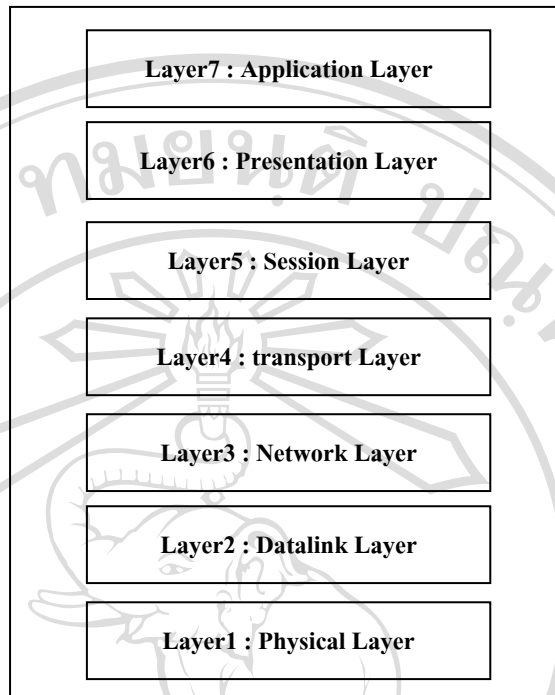 Layer7 : Application Layer
Layer6 : Presentation Layer
Layer5 : Session Layer
Layer4 : transport Layer
Layer3 : Network Layer
Layer2 : Datalink Layer
Layer1 : Physical Layer